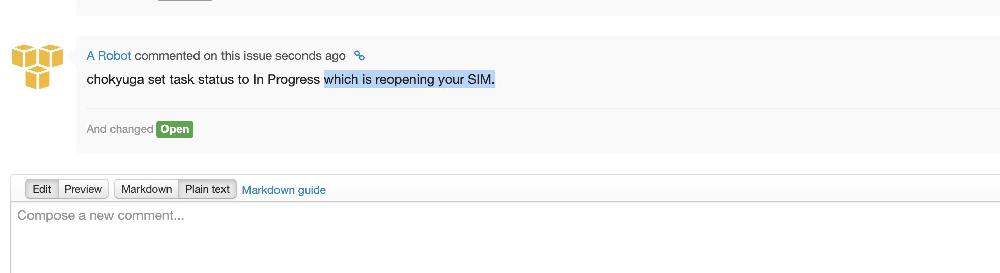 A Robot commented on this issue seconds ago
chokyuga set task status to In Progress which is reopening your SIM.
And changed Open
Edit Preview Markdown Plain text Markdown guide
Compose a new comment...